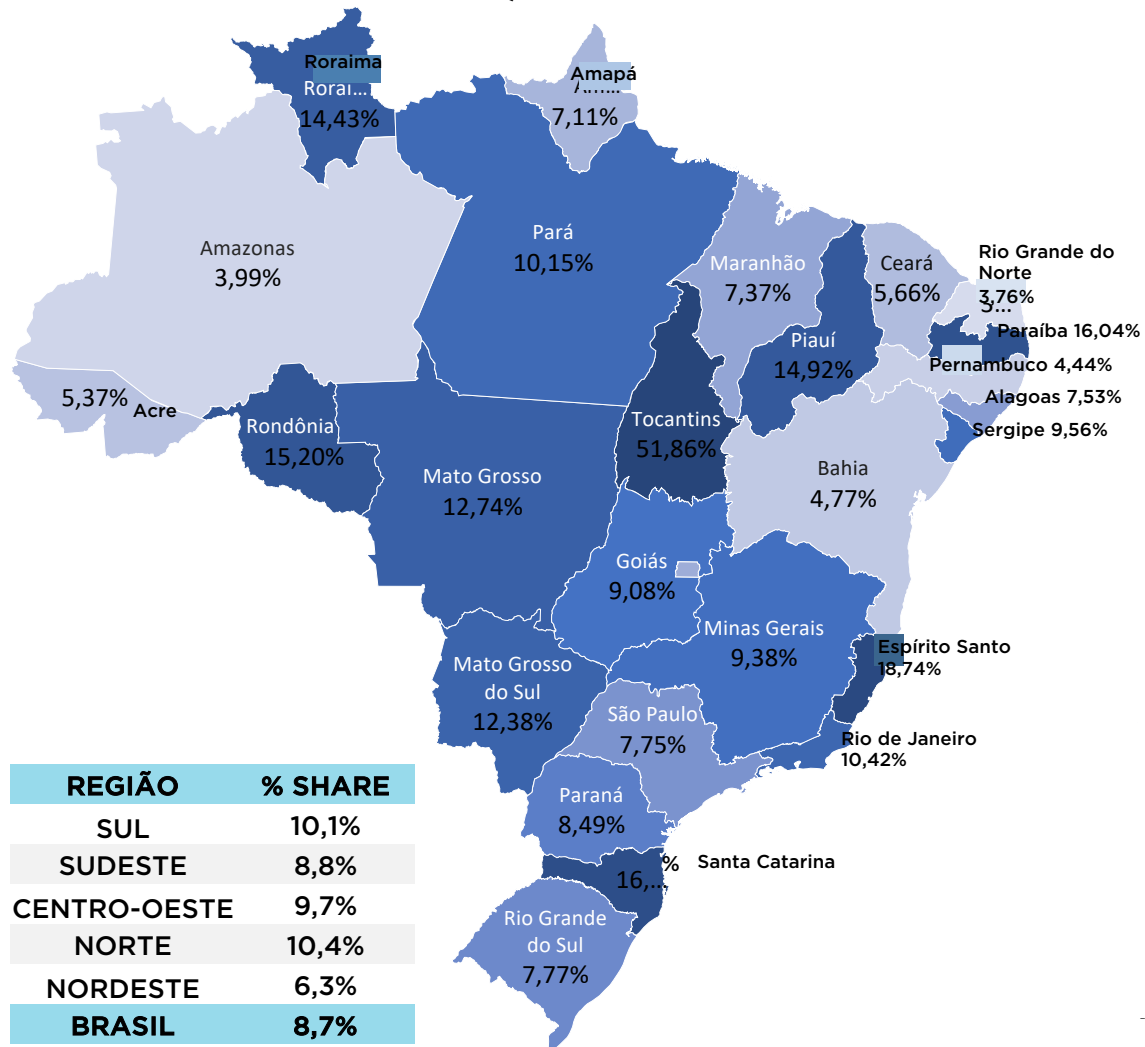 Roraima
Rorai...
14,43%
Amapá
7,11%
Amazonas
3,99%
Pará
10,15%
Maranhão
7,37%
Ceará
5,66%
Rio Grande do
Norte
3,76%
3...
Piauí
14,92%
Paraíba 16,04%
Pernambuco 4,44%
Alagoas 7,53%
Sergipe 9,56%
5,37%
Acre
Rondônia
15,20%
Tocantins
51,86%
Mato Grosso
12,74%
Bahia
4,77%
Goiás
9,08%
Minas Gerais
9,38%
Espírito Santo
18,74%
Mato Grosso
do Sul
12,38%
São Paulo
7,75%
Rio de Janeiro
10,42%
Paraná
8,49%
16,...
% Santa Catarina
Rio Grande
do Sul
7,77%
REGIÃO % SHARE
SUL 10,1%
SUDESTE 8,8%
CENTRO-OESTE 9,7%
NORTE 10,4%
NORDESTE 6,3%
BRASIL 8,7%